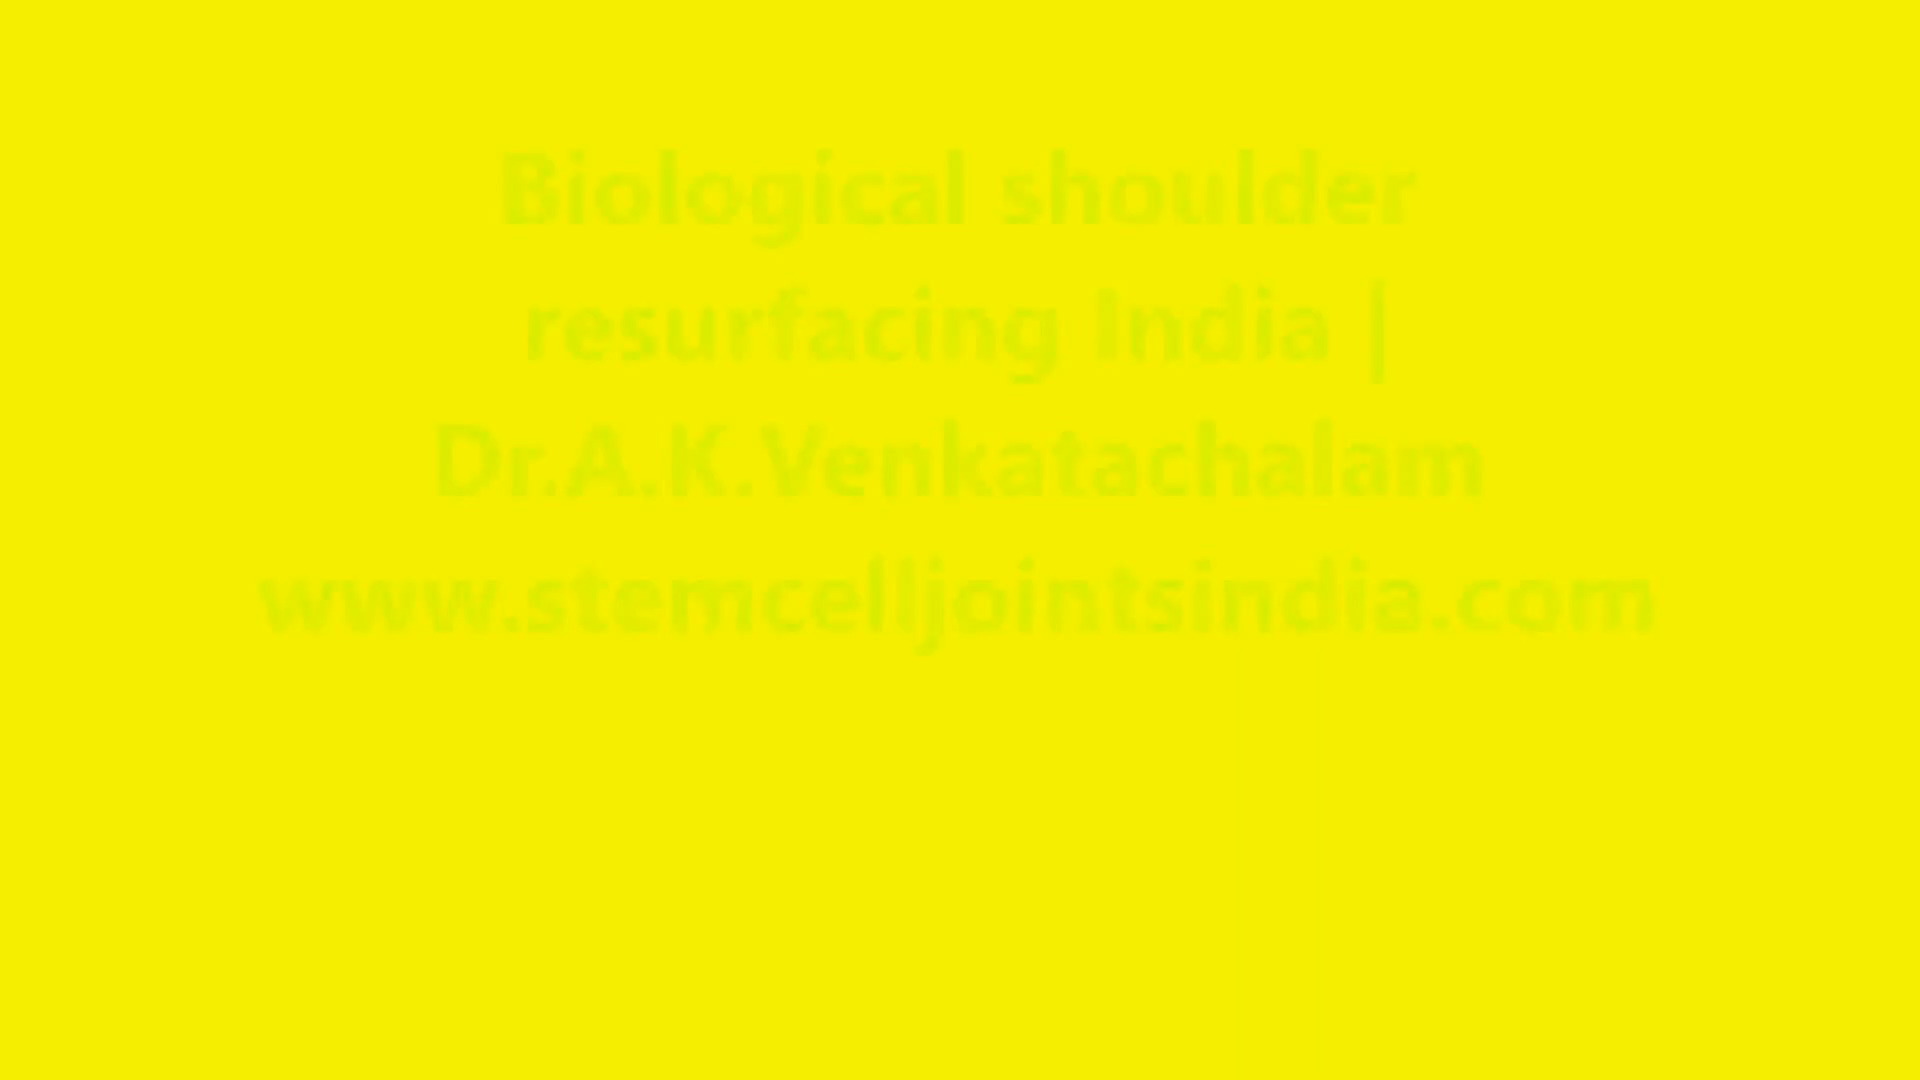 Biological shoulder
resurfacing India |
Dr.A.K.Venkatachalam
www.stemcelljointsindia.com